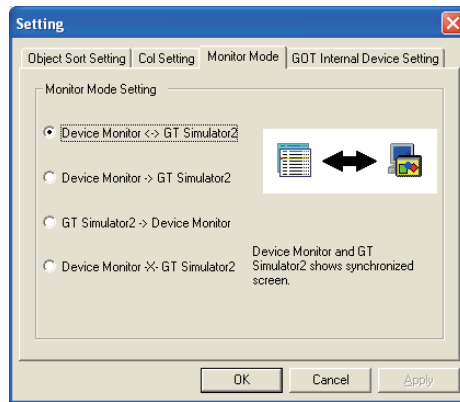 Setting
Object Sort Setting Col Setting Monitor Mode GOT Internal Device Setting
Monitor Mode Setting
Device Monitor <-> GT Simulator2
Device Monitor -> GT Simulator2
GT Simulator2 -> Device Monitor
Device Monitor -X- GT Simulator2
Device Monitor and GT
Simulator2 shows synchronized
screen.
OK Cancel Apply